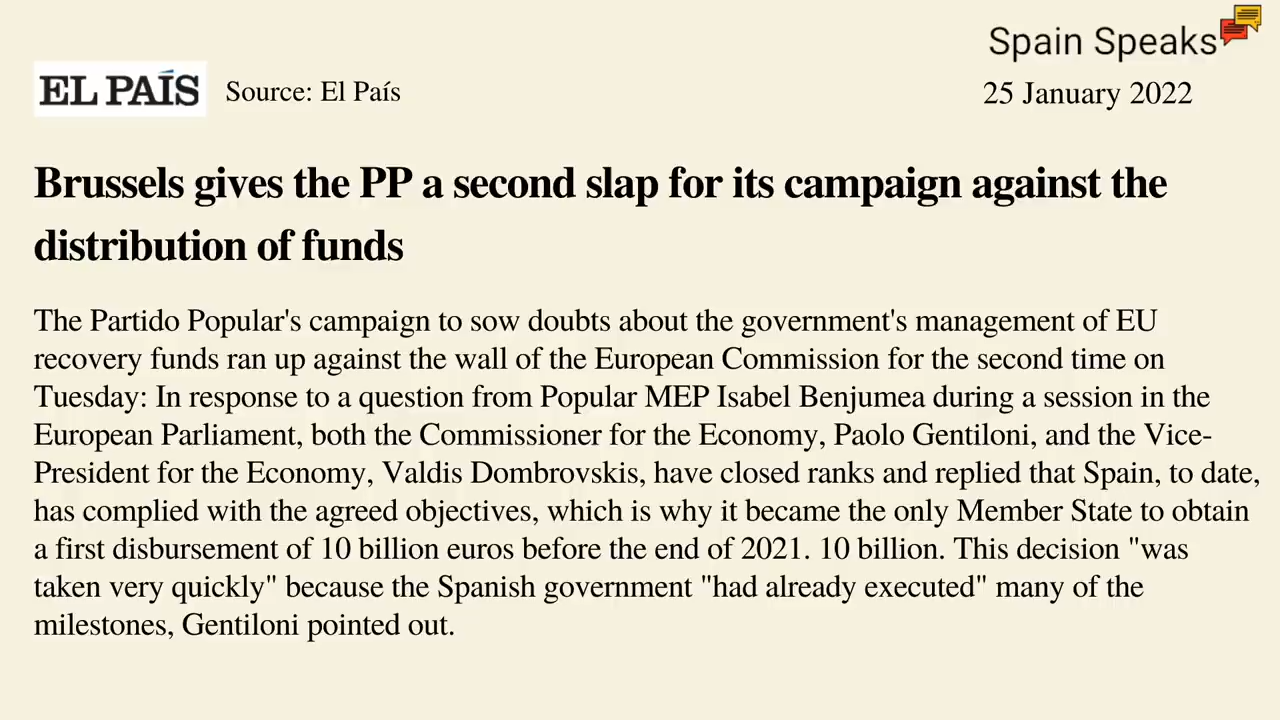 Spain Speaks
EL PAÍS
Source: El País
25 January 2022
Brussels gives the PP a second slap for its campaign against the
distribution of funds
The Partido Popular's campaign to sow doubts about the government's management of EU
recovery funds ran up against the wall of the European Commission for the second time on
Tuesday: In response to a question from Popular MEP Isabel Benjumea during a session in the
European Parliament, both the Commissioner for the Economy, Paolo Gentiloni, and the Vice-
President for the Economy, Valdis Dombrovskis, have closed ranks and replied that Spain, to date,
has complied with the agreed objectives, which is why it became the only Member State to obtain
a first disbursement of 10 billion euros before the end of 2021. 10 billion. This decision "was
taken very quickly" because the Spanish government "had already executed" many of the
milestones, Gentiloni pointed out.